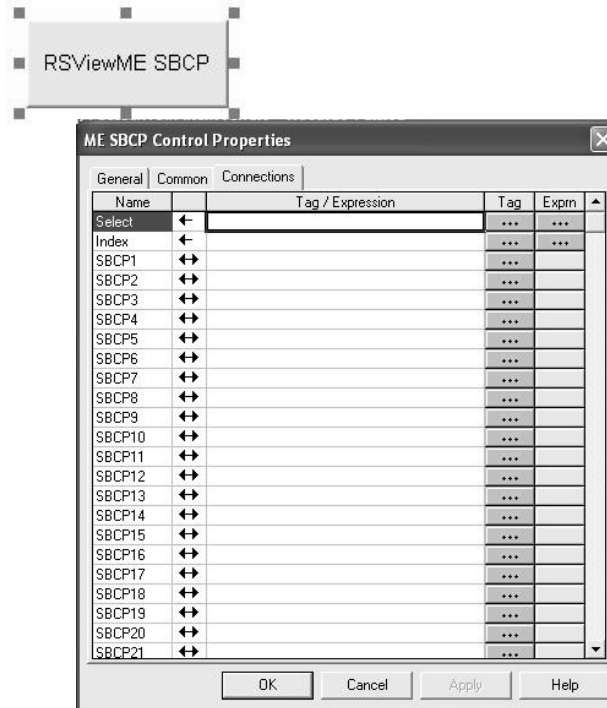 RSViewME SBCP
ME SBCP Control Properties
General Common Connections
Name Tag / Expression Tag Exprn
Select ... ...
Index ... ...
SBCP1 ...
SBCP2 ...
SBCP3 ...
SBCP4 ...
SBCP5 ...
SBCP6 ...
SBCP7 ...
SBCP8 ...
SBCP9 ...
SBCP10 ...
SBCP11 ...
SBCP12 ...
SBCP13 ...
SBCP14 ...
SBCP15 ...
SBCP16 ...
SBCP17 ...
SBCP18 ...
SBCP19 ...
SBCP20 ...
SBCP21 ...
OK Cancel Apply Help